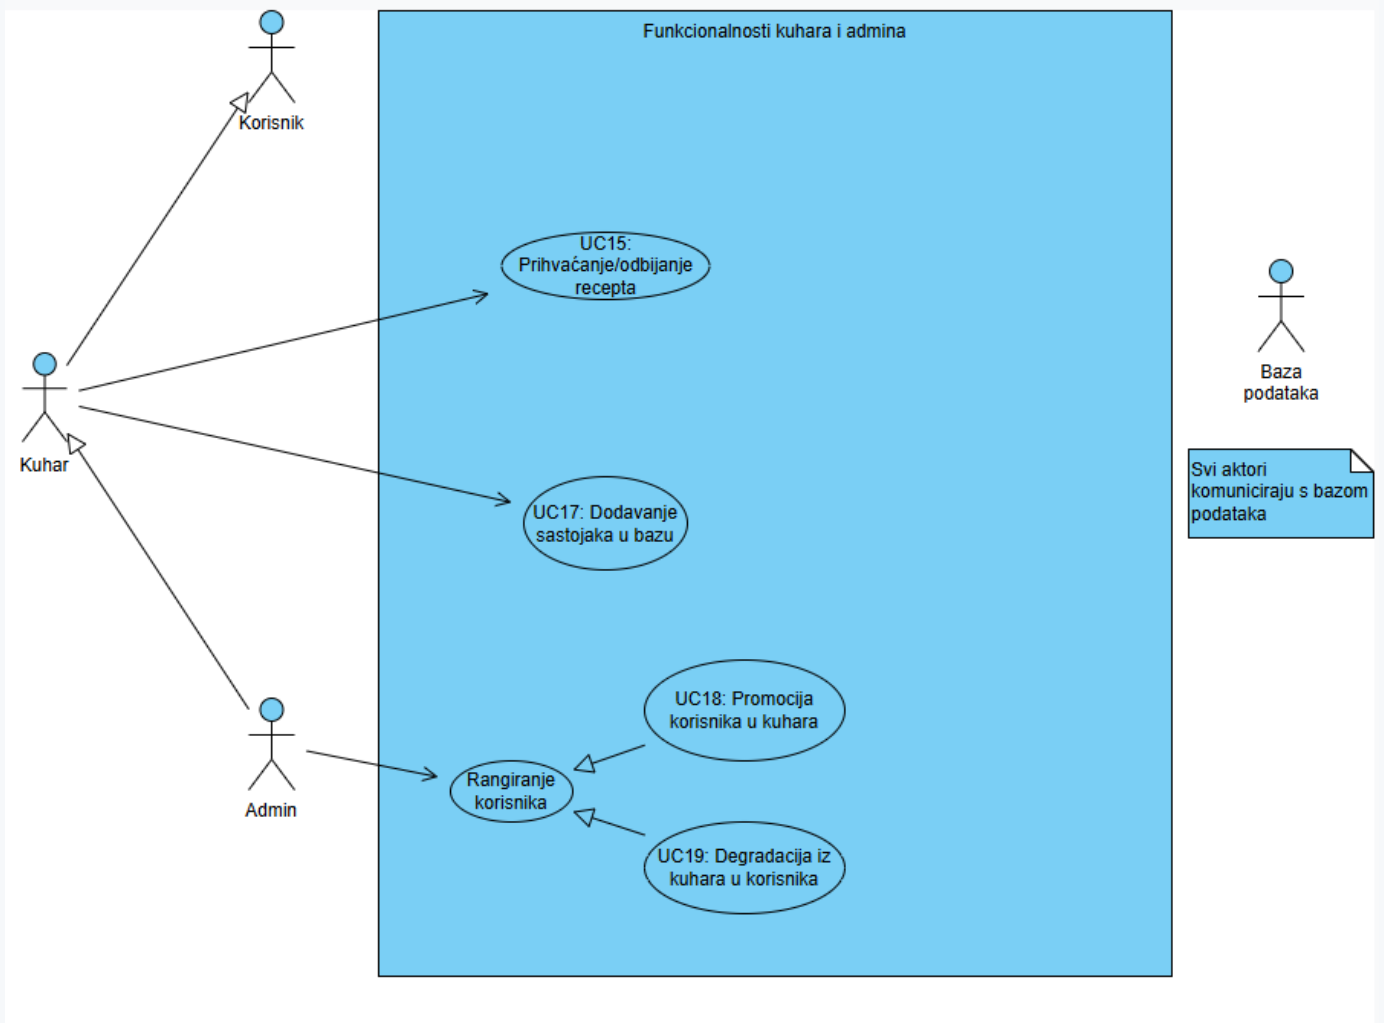 Funkcionalnosti kuhara i admina
Korisnik
UC15:
Prihvaćanje/odbijanje
recepta
Baza
podataka
Kuhar
Svi aktori
komuniciraju s bazom
podataka
UC17: Dodavanje
sastojaka u bazu
UC18: Promocija
korisnika u kuhara
Rangiranje
korisnika
Admin
UC19: Degradacija iz
kuhara u korisnika